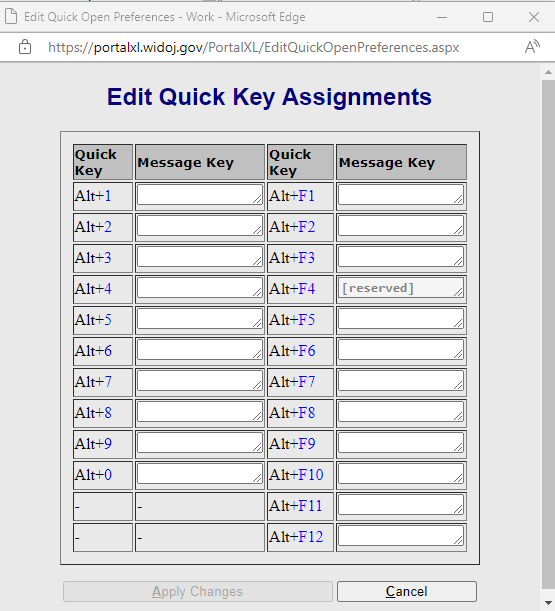 Edit Quick Open Preferences - Work - Microsoft Edge
https://portalxl.widoj.gov/PortalXL/EditQuickOpenPreferences.aspx
Edit Quick Key Assignments
Quick Key Message Key Quick Key Message Key
Alt+1 Alt+F1
Alt+2 Alt+F2
Alt+3 Alt+F3
Alt+4 Alt+F4 [reserved]
Alt+5 Alt+F5
Alt+6 Alt+F6
Alt+7 Alt+F7
Alt+8 Alt+F8
Alt+9 Alt+F9
Alt+0 Alt+F10
- - Alt+F11
- - Alt+F12
Apply Changes Cancel